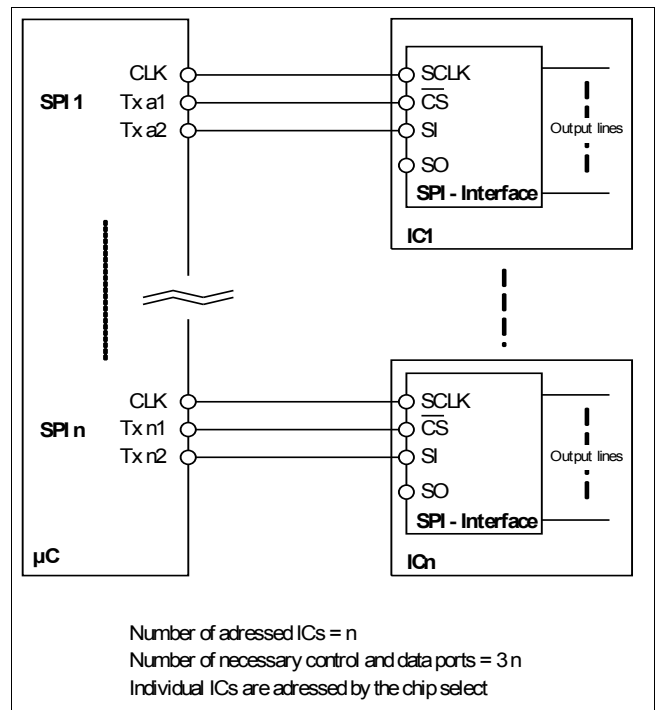 CLK
SPI 1
Tx a1
Tx a2
SCLK
CS
SI
SO
Output lines
SPI - Interface
IC1
CLK
SPI n
Tx n1
Tx n2
SCLK
CS
SI
SO
Output lines
SPI - Interface
µC
ICn
Number of adressed ICs = n
Number of necessary control and data ports = 3 n
Individual ICs are adressed by the chip select